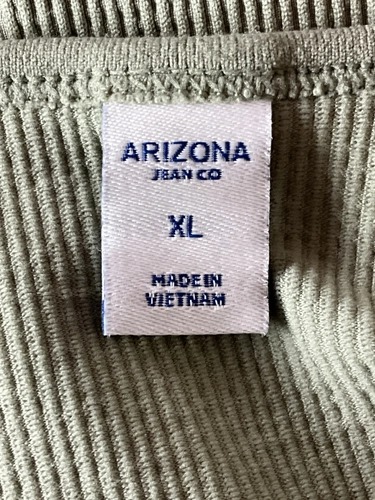 ARIZONA
JEAN CO
XL
MADE IN
VIETNAM